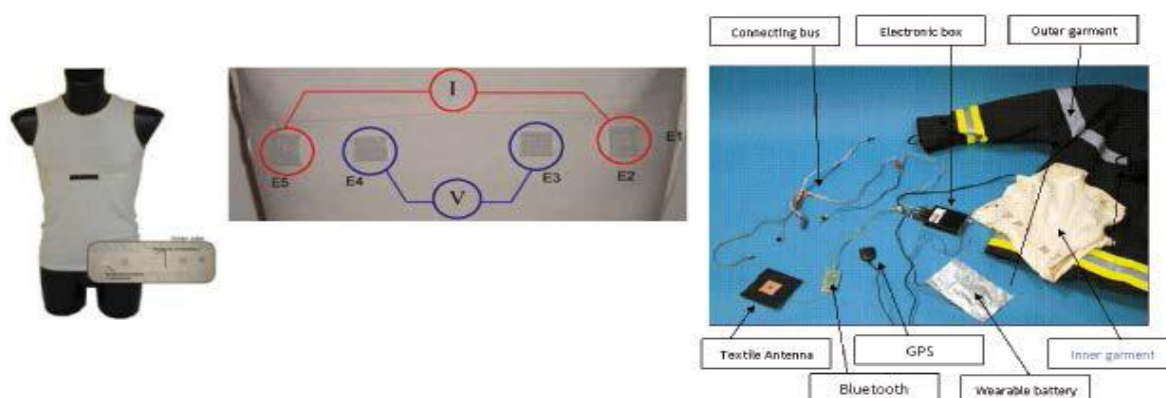 I
E1
E5
E4
E3
E2
V
Connecting bus
Electronic box
Outer garment
Textile Antenna
GPS
Inner garment
Bluetooth
Wearable battery